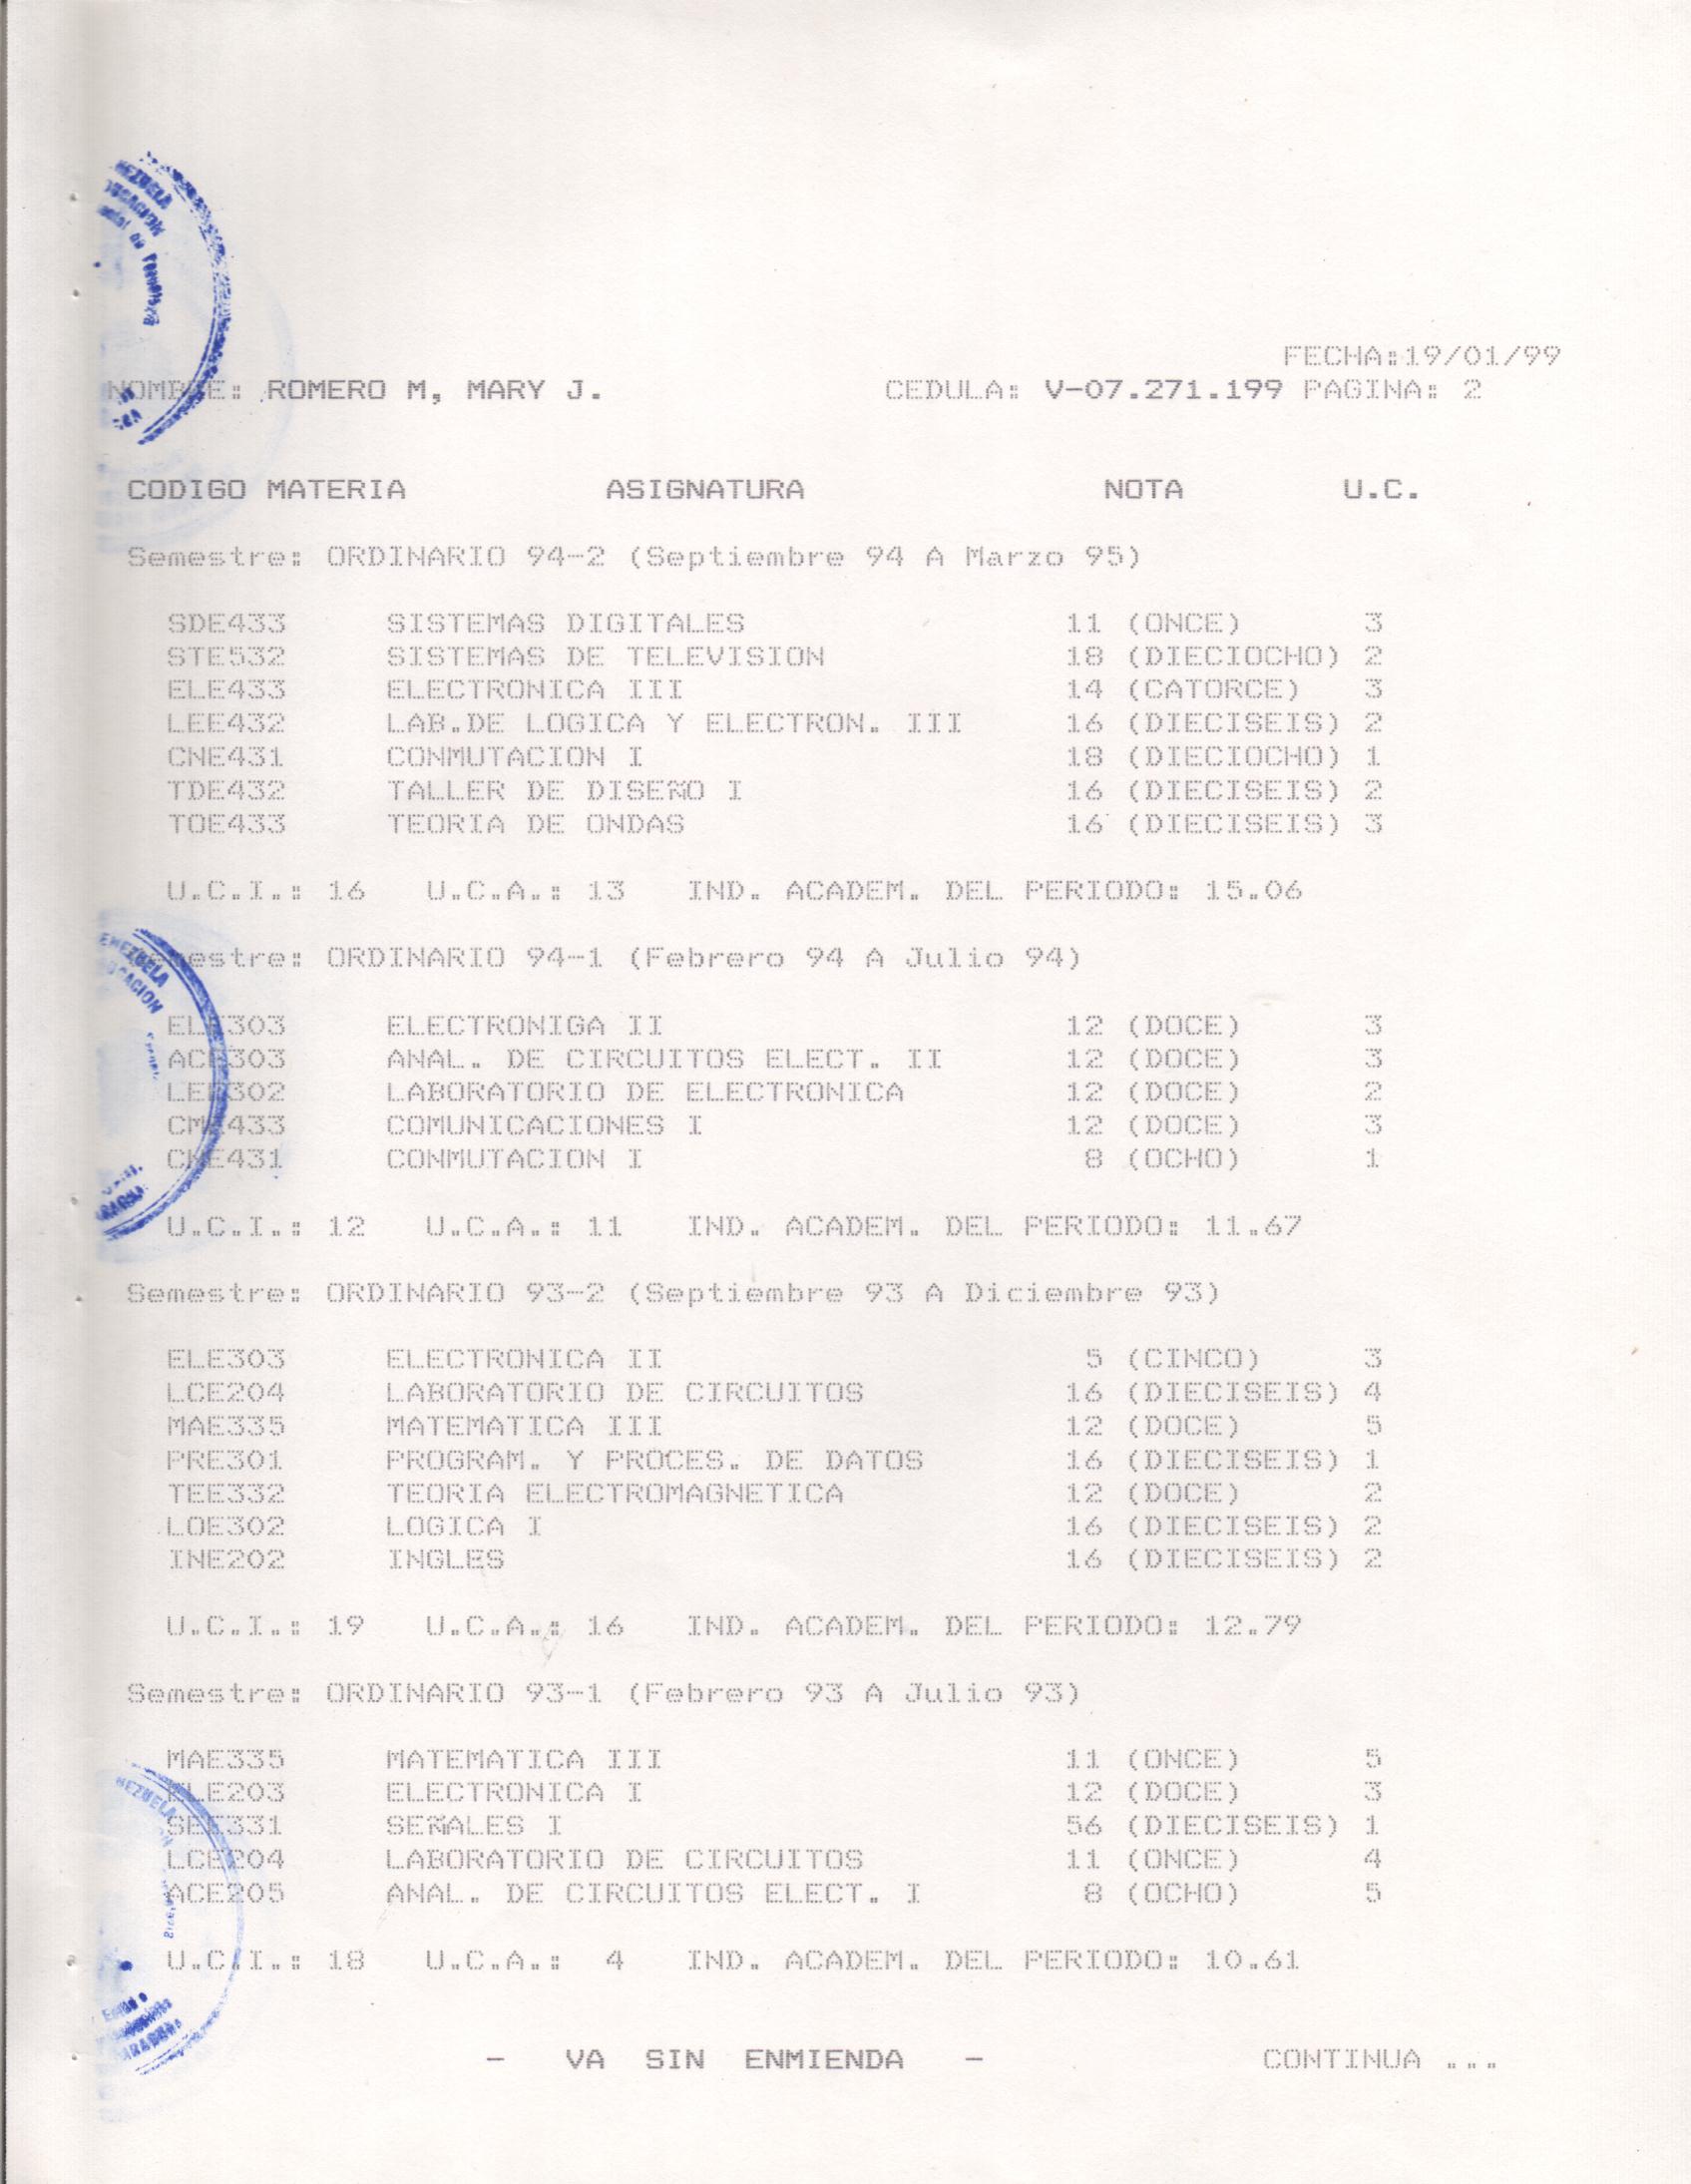 FECHA:19/01/99
NOMBRE: ROMERO M, MARY J. CEDULA: V-07.271.199 PAGINA: 2
CODIGO MATERIA ASIGNATURA NOTA U.C.
Semestre: ORDINARIO 94-2 (Septiembre 94 A Marzo 95)
SDE433 SISTEMAS DIGITALES 11 (ONCE) 3
STE532 SISTEMAS DE TELEVISION 18 (DIECIOCHO) 2
ELE433 ELECTRONICA III 14 (CATORCE) 3
LEE432 LAB.DE LOGICA Y ELECTRON. III 16 (DIECISEIS) 2
CNE431 CONMUTACION I 18 (DIECIOCHO) 1
TDE432 TALLER DE DISEÑO I 16 (DIECISEIS) 2
TOE433 TEORIA DE ONDAS 16 (DIECISEIS) 3
U.C.I.: 16 U.C.A.: 13 IND. ACADEM. DEL PERIODO: 15.06
Semestre: ORDINARIO 94-1 (Febrero 94 A Julio 94)
ELE303 ELECTRONIGA II 12 (DOCE) 3
ACE303 ANAL. DE CIRCUITOS ELECT. II 12 (DOCE) 3
LEE302 LABORATORIO DE ELECTRONICA 12 (DOCE) 2
CME433 COMUNICACIONES I 12 (DOCE) 3
CNE431 CONMUTACION I 8 (OCHO) 1
U.C.I.: 12 U.C.A.: 11 IND. ACADEM. DEL PERIODO: 11.67
Semestre: ORDINARIO 93-2 (Septiembre 93 A Diciembre 93)
ELE303 ELECTRONICA II 5 (CINCO) 3
LCE204 LABORATORIO DE CIRCUITOS 16 (DIECISEIS) 4
MAE335 MATEMATICA III 12 (DOCE) 5
PRE301 PROGRAM. Y PROCES. DE DATOS 16 (DIECISEIS) 1
TEE332 TEORIA ELECTROMAGNETICA 12 (DOCE) 2
LOE302 LOGICA I 16 (DIECISEIS) 2
INE202 INGLES 16 (DIECISEIS) 2
U.C.I.: 19 U.C.A.: 16 IND. ACADEM. DEL PERIODO: 12.79
Semestre: ORDINARIO 93-1 (Febrero 93 A Julio 93)
MAE335 MATEMATICA III 11 (ONCE) 5
ELE203 ELECTRONICA I 12 (DOCE) 3
SEE331 SEÑALES I 56 (DIECISEIS) 1
LCE204 LABORATORIO DE CIRCUITOS 11 (ONCE) 4
ACE205 ANAL. DE CIRCUITOS ELECT. I 8 (OCHO) 5
U.C.I.: 18 U.C.A.: 4 IND. ACADEM. DEL PERIODO: 10.61
- VA SIN ENMIENDA - CONTINUA ...